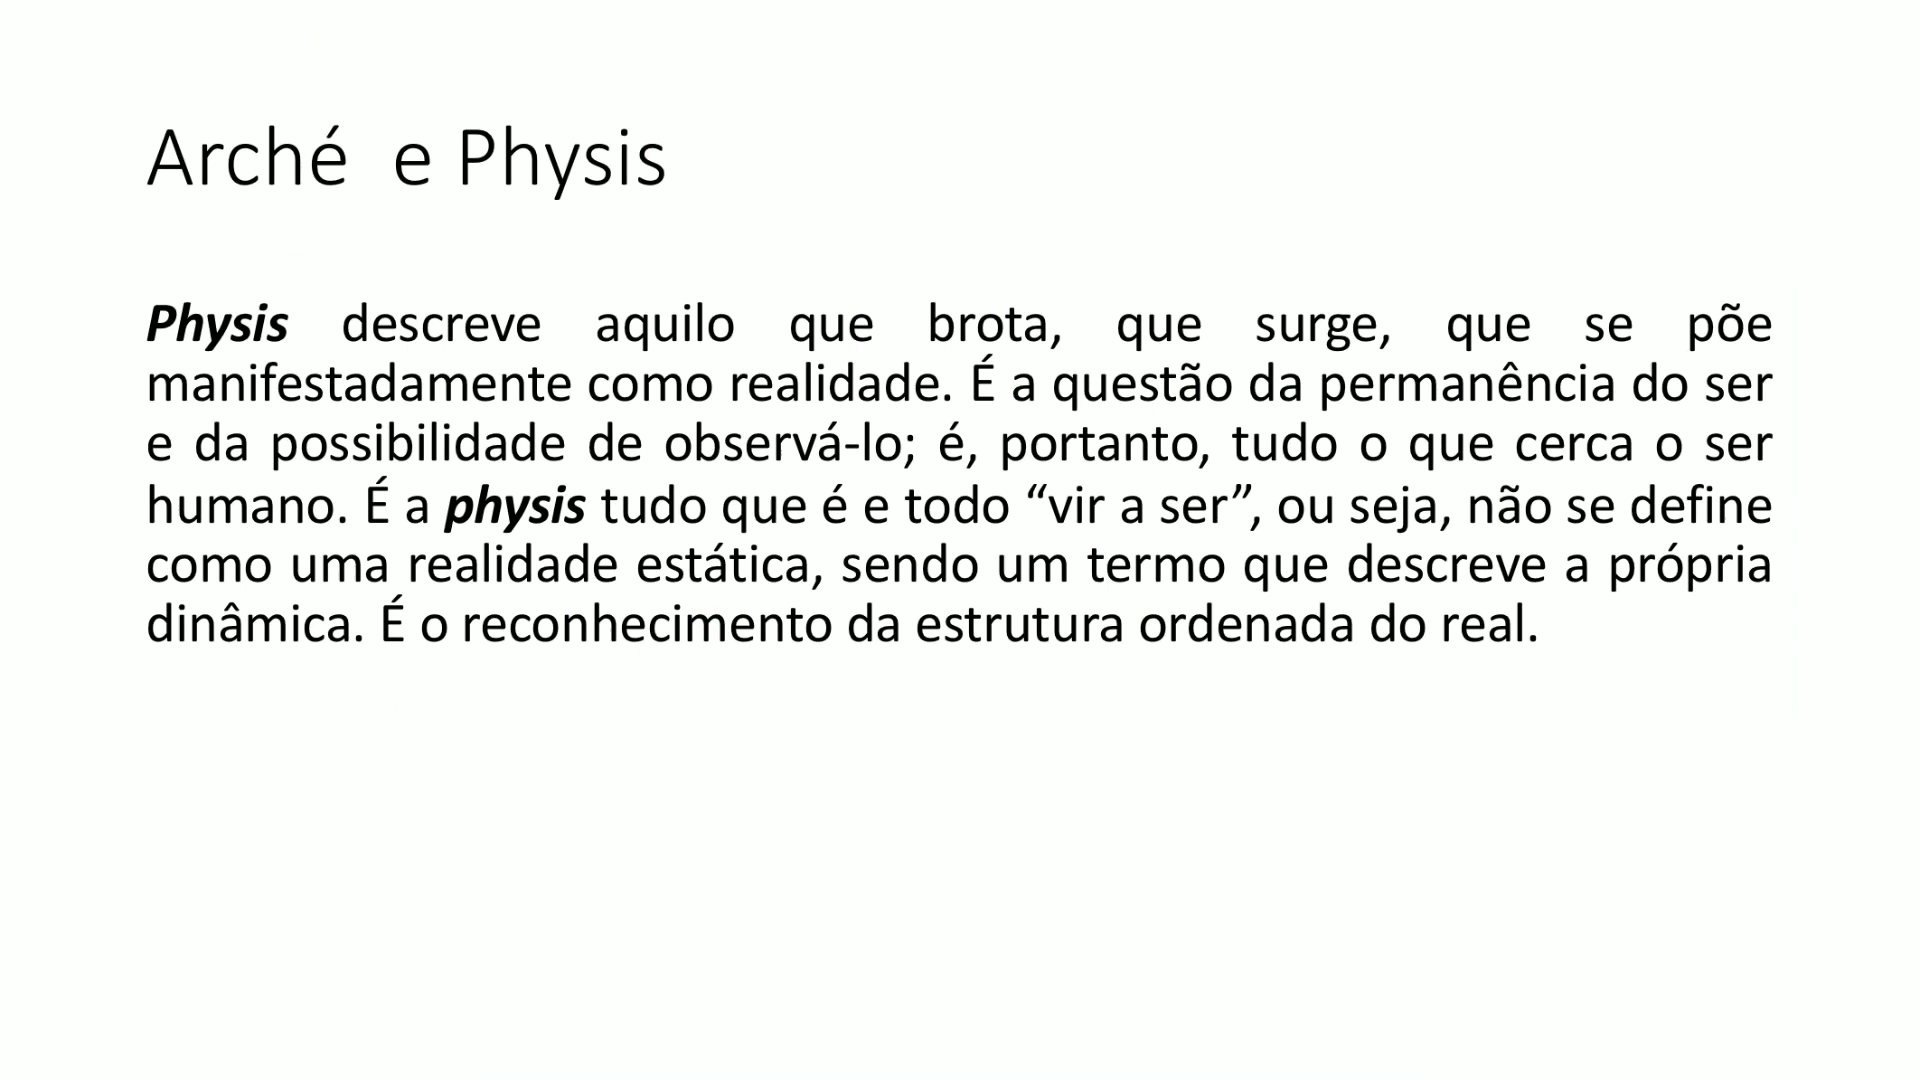 Arché  e Physis
Physis descreve aquilo que brota, que surge, que se põe
manifestadamente como realidade. É a questão da permanência do ser
e da possibilidade de observá-lo; é, portanto, tudo o que cerca o ser
humano. É a physis tudo que é e todo “vir a ser”, ou seja, não se define
como uma realidade estática, sendo um termo que descreve a própria
dinâmica. É o reconhecimento da estrutura ordenada do real.